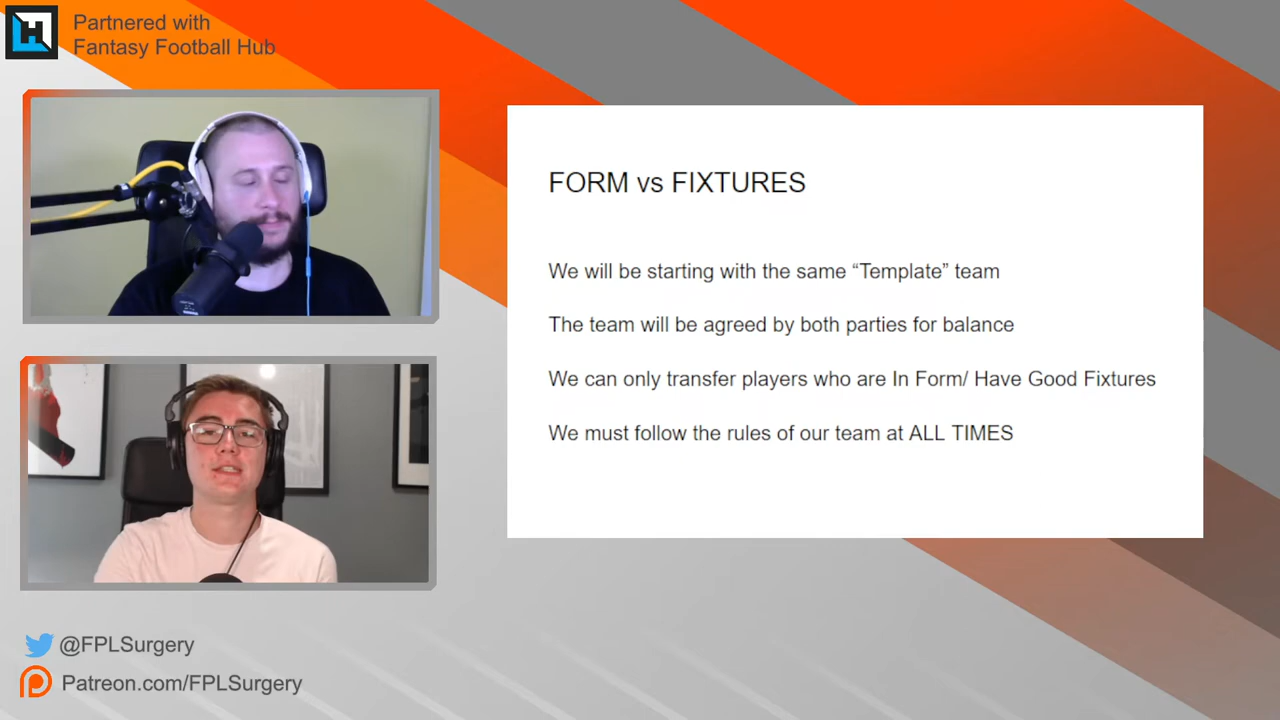 Partnered with
Fantasy Football Hub
FORM vs FIXTURES
We will be starting with the same “Template” team
The team will be agreed by both parties for balance
We can only transfer players who are In Form/ Have Good Fixtures
We must follow the rules of our team at ALL TIMES
@FPLSurgery
Patreon.com/FPLSurgery